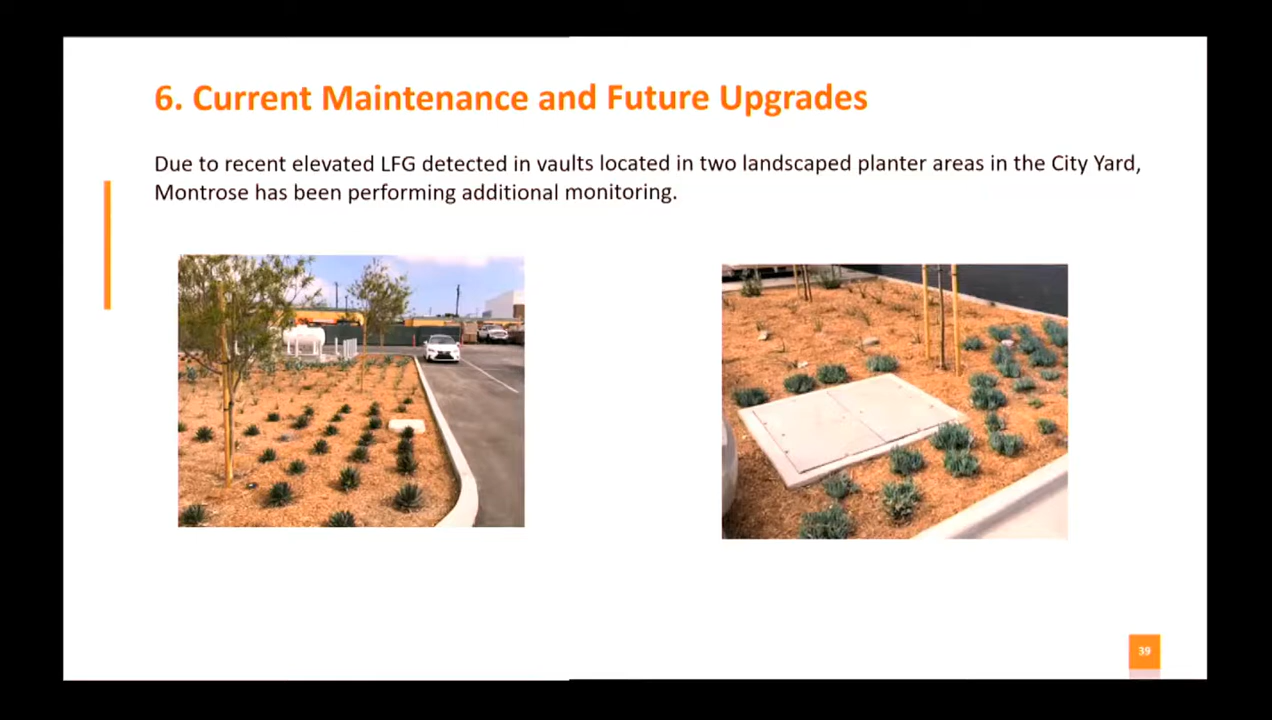 6. Current Maintenance and Future Upgrades
Due to recent elevated LFG detected in vaults located in two landscaped planter areas in the City Yard,
Montrose has been performing additional monitoring.
39